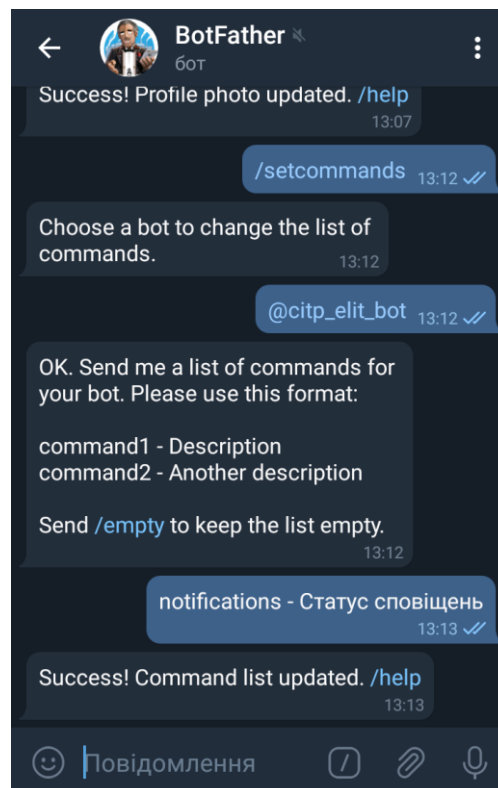 BotFather
бот
Success! Profile photo updated. /help
13:07
/setcommands 13:12
Choose a bot to change the list of
commands.
13:12
@citp_elit_bot 13:12
OK. Send me a list of commands for
your bot. Please use this format:
command1 - Description
command2 - Another description
Send /empty to keep the list empty.
13:12
notifications - Статус сповіщень
13:13
Success! Command list updated. /help
13:13
Повідомлення